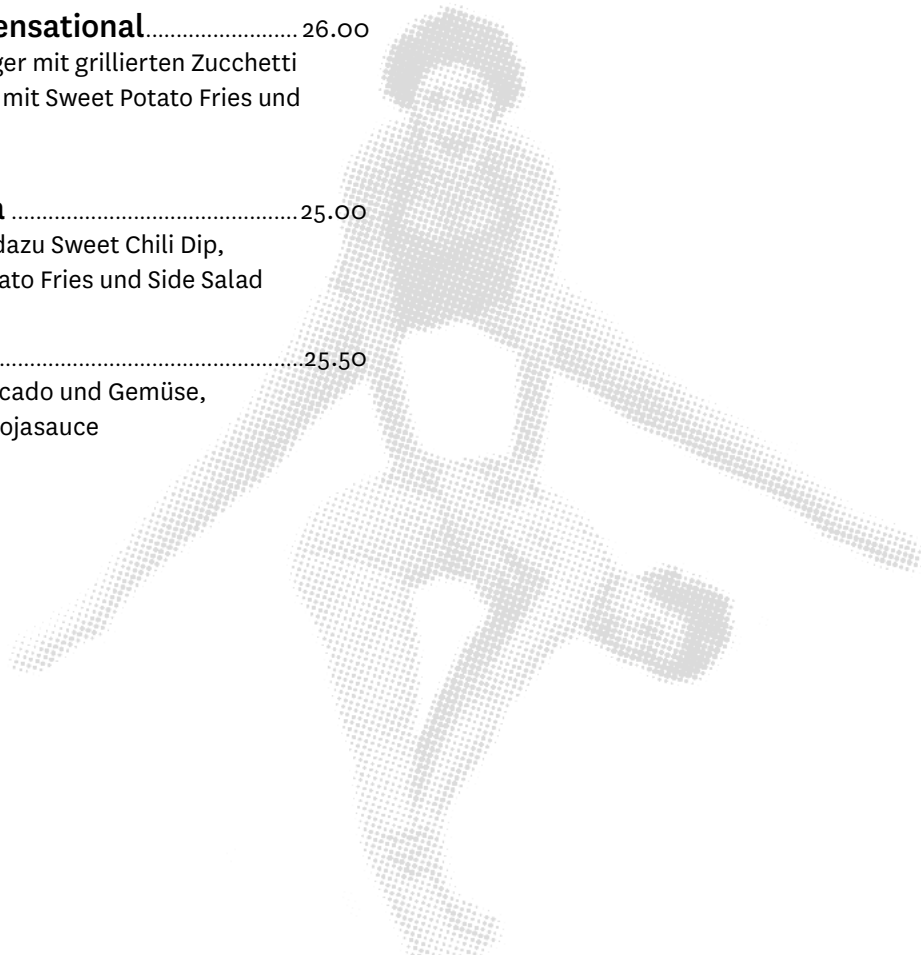 ensational.......................... 26.00
ger mit grillierten Zucchetti
mit Sweet Potato Fries und
a ................................................. 25.00
dazu Sweet Chili Dip,
ato Fries und Side Salad
.....................................................25.50
cado und Gemüse,
ojasauce